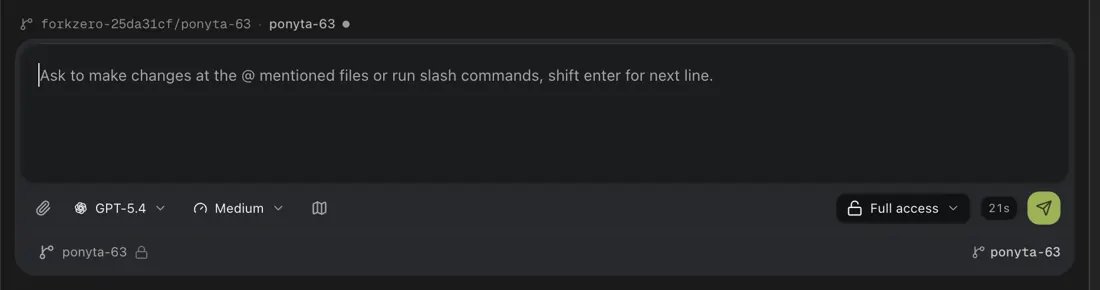 forkzero-25da31cf/ponyta-63 · ponyta-63
Ask to make changes at the @ mentioned files or run slash commands, shift enter for next line.
GPT-5.4 Medium Full access 21s
ponyta-63 ponyta-63